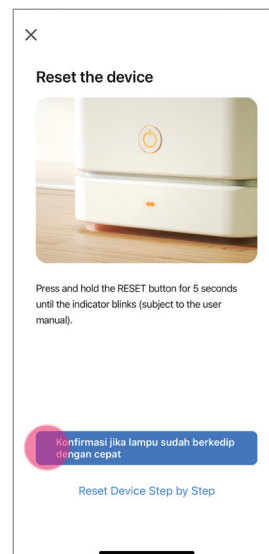 Reset the device
Press and hold the RESET button for 5 seconds
until the indicator blinks (subject to the user
manual).
Konfirmasi jika lampu sudah berkedip
dengan cepat
Reset Device Step by Step